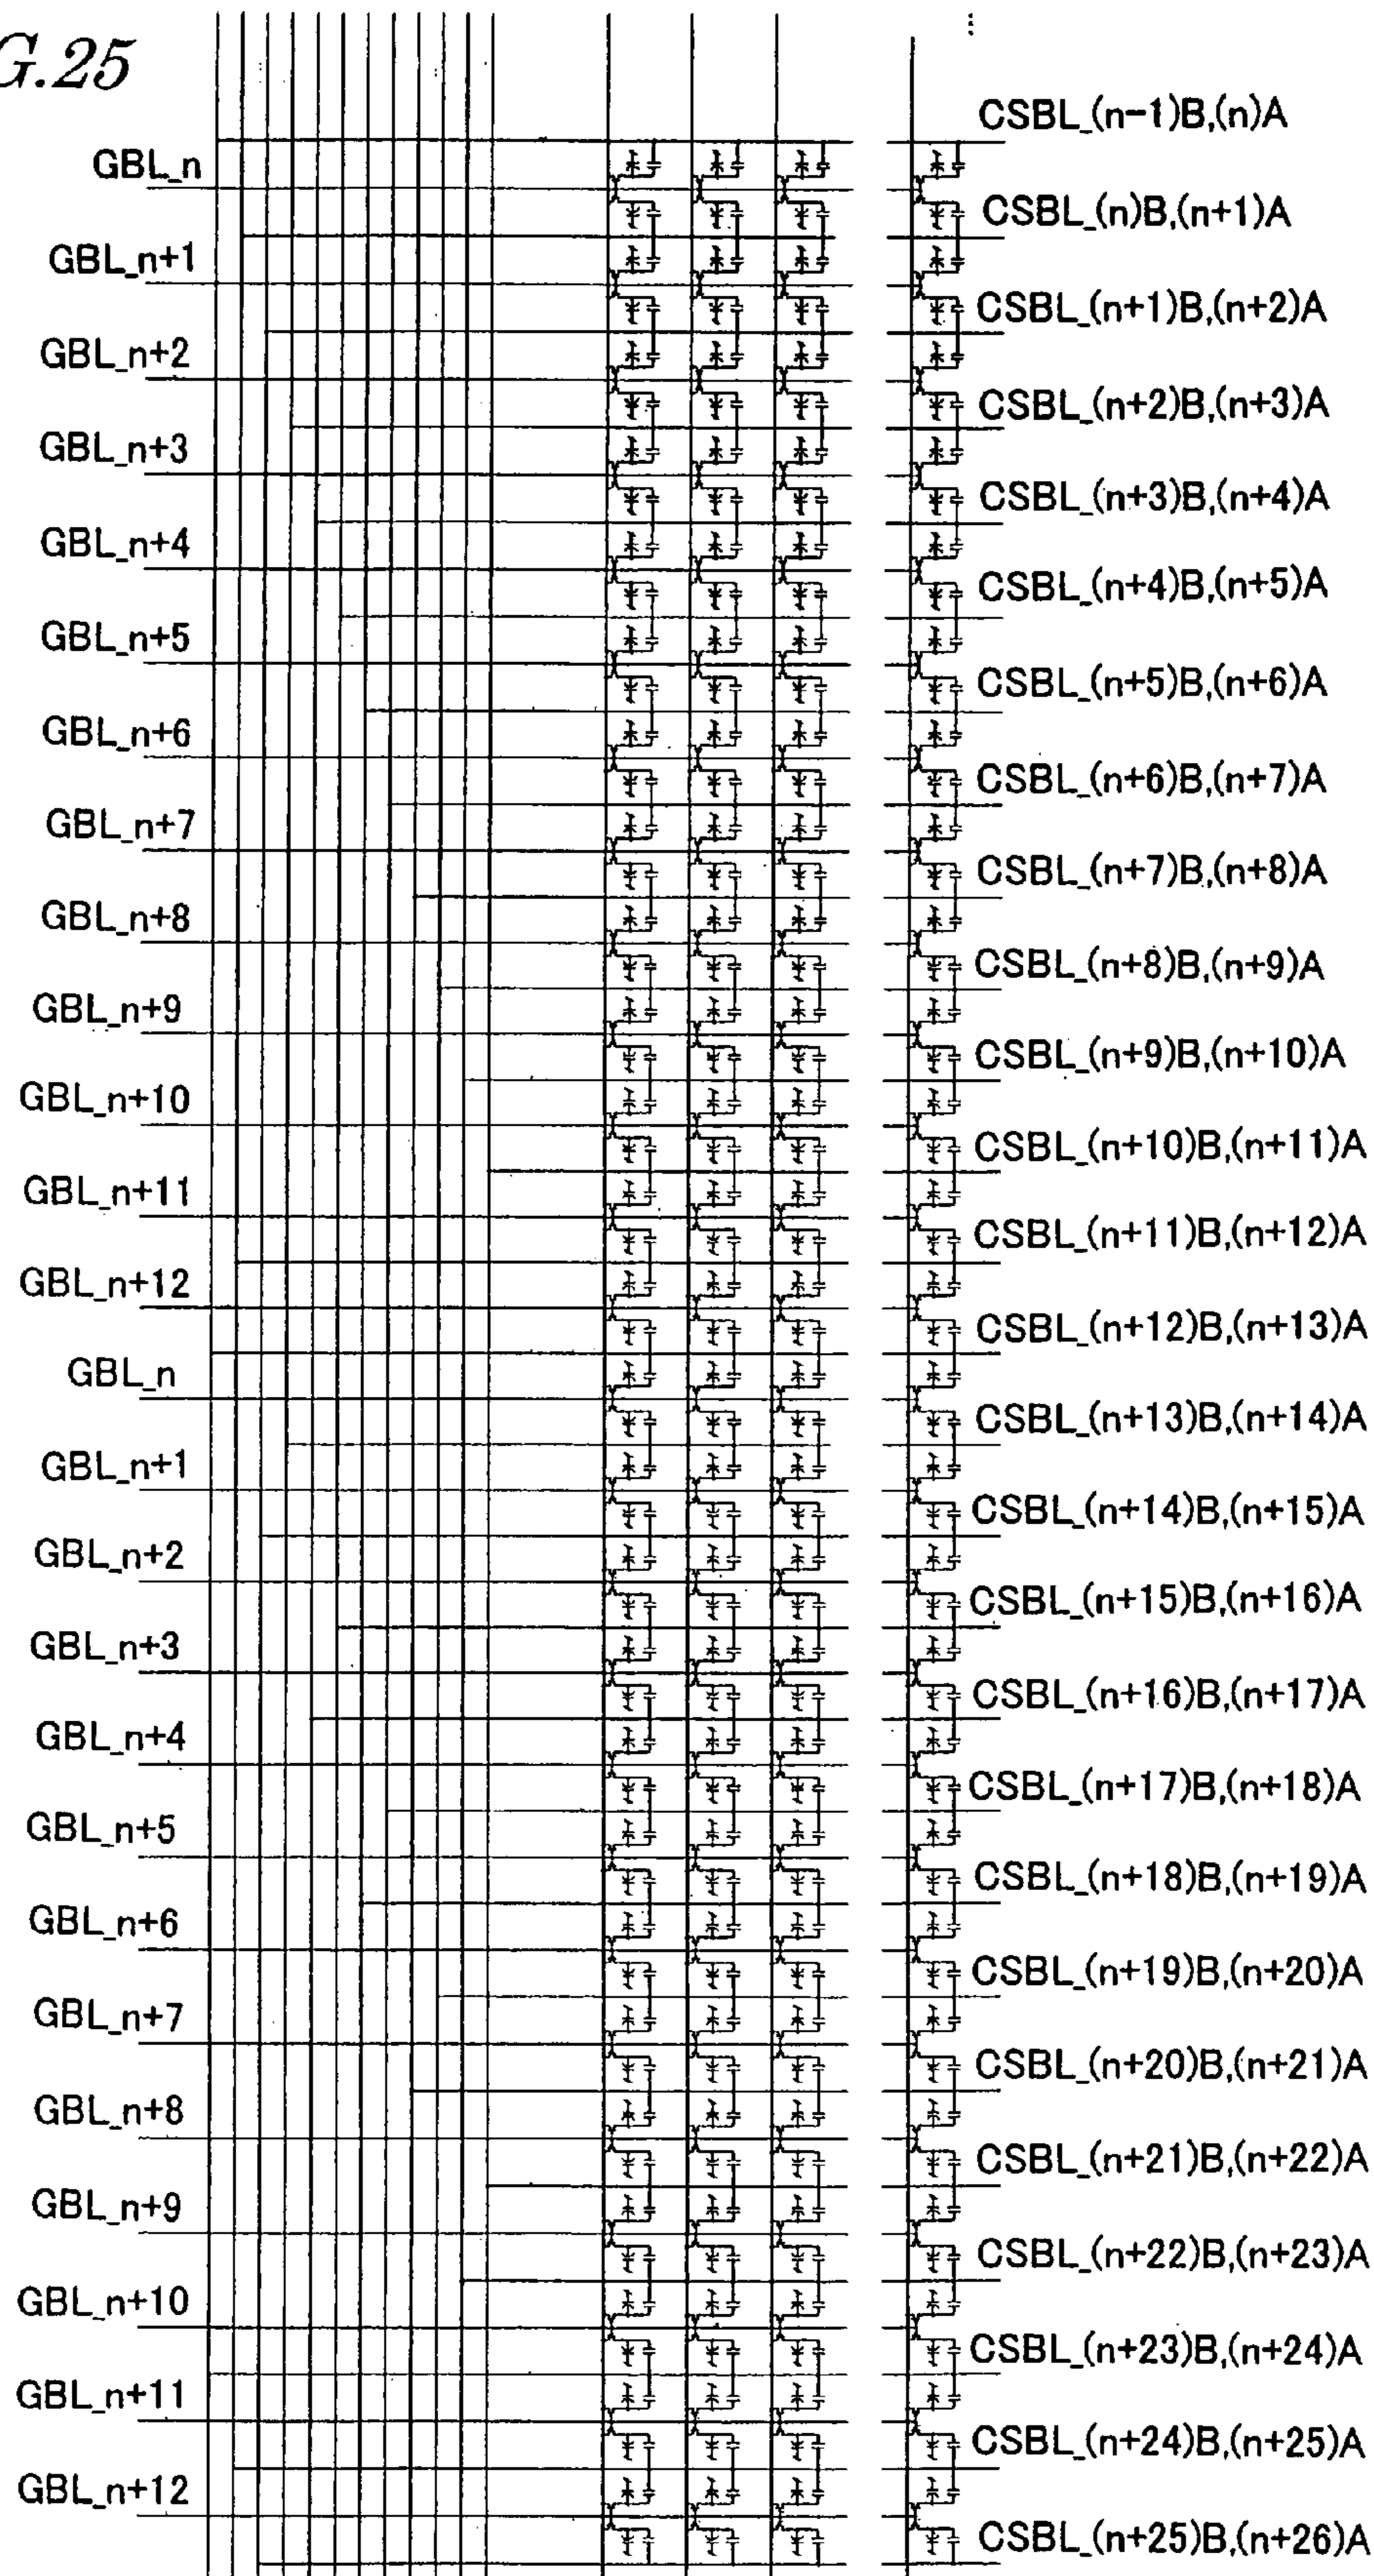 G.25
CSBL_(n-1)B,(n)A
GBL_n
CSBL_(n)B,(n+1)A
GBL_n+1
CSBL_(n+1)B,(n+2)A
GBL_n+2
CSBL_(n+2)B,(n+3)A
GBL_n+3
CSBL_(n+3)B,(n+4)A
GBL_n+4
CSBL_(n+4)B,(n+5)A
GBL_n+5
CSBL_(n+5)B,(n+6)A
GBL_n+6
CSBL_(n+6)B,(n+7)A
GBL_n+7
CSBL_(n+7)B,(n+8)A
GBL_n+8
CSBL_(n+8)B,(n+9)A
GBL_n+9
CSBL_(n+9)B,(n+10)A
GBL_n+10
CSBL_(n+10)B,(n+11)A
GBL_n+11
CSBL_(n+11)B,(n+12)A
GBL_n+12
CSBL_(n+12)B,(n+13)A
GBL_n
CSBL_(n+13)B,(n+14)A
GBL_n+1
CSBL_(n+14)B,(n+15)A
GBL_n+2
CSBL_(n+15)B,(n+16)A
GBL_n+3
CSBL_(n+16)B,(n+17)A
GBL_n+4
CSBL_(n+17)B,(n+18)A
GBL_n+5
CSBL_(n+18)B,(n+19)A
GBL_n+6
CSBL_(n+19)B,(n+20)A
GBL_n+7
CSBL_(n+20)B,(n+21)A
GBL_n+8
CSBL_(n+21)B,(n+22)A
GBL_n+9
CSBL_(n+22)B,(n+23)A
GBL_n+10
CSBL_(n+23)B,(n+24)A
GBL_n+11
CSBL_(n+24)B,(n+25)A
GBL_n+12
CSBL_(n+25)B,(n+26)A